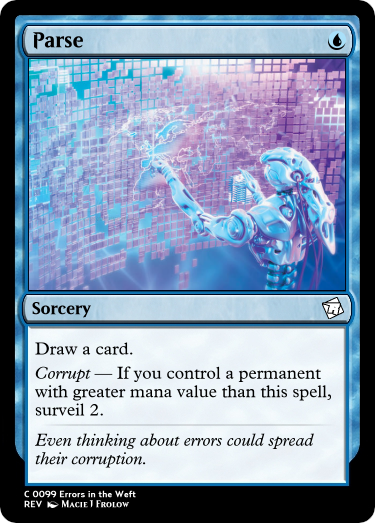 Parse
Sorcery
Draw a card.
Corrupt — If you control a permanent
with greater mana value than this spell,
surveil 2.
Even thinking about errors could spread
their corruption.
C 0099 Errors in the Weft
REV Macie J Frolow